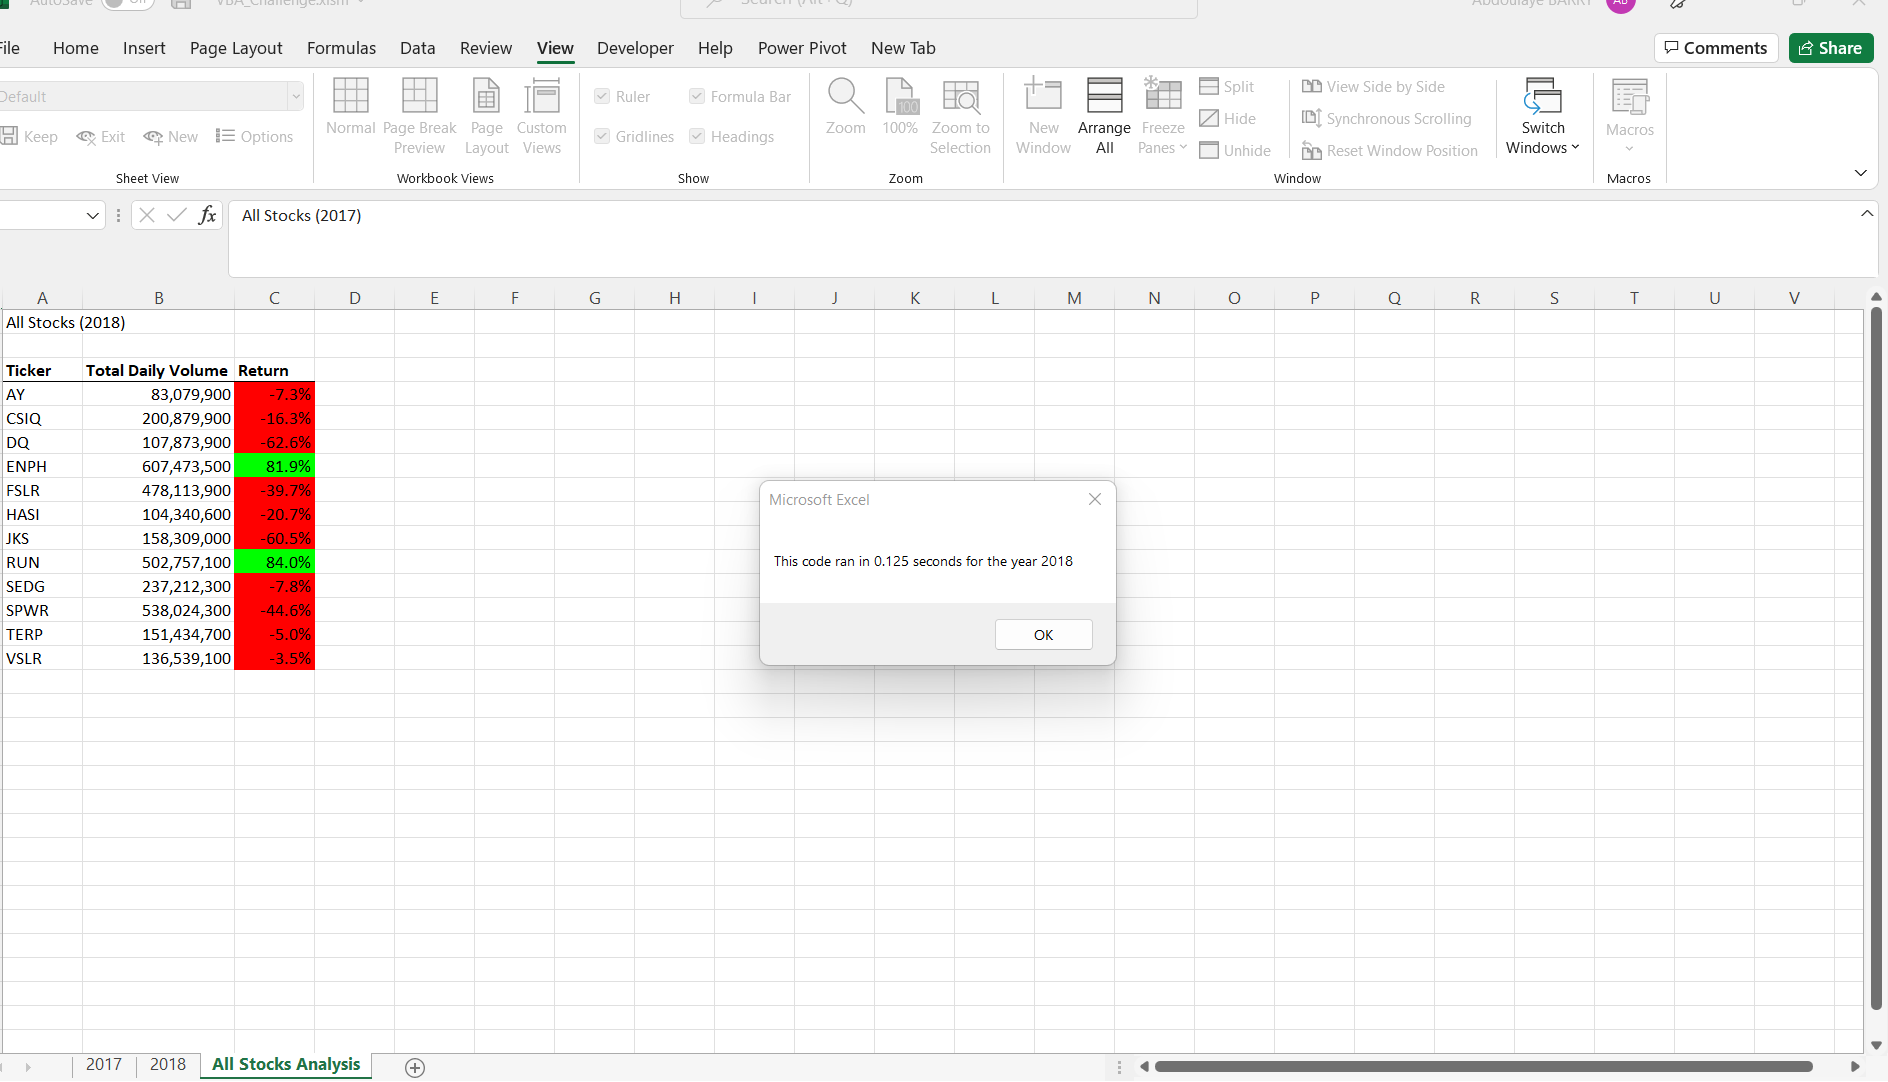 AutoSave Off VBA_Challenge.xlsm Search (Alt+Q) Abdoulaye BARRY AB
File Home Insert Page Layout Formulas Data Review View Developer Help Power Pivot New Tab Comments Share
Default
Keep Exit New Options
Sheet View
Normal Page Break Preview Page Layout Custom Views
Workbook Views
Ruler Formula Bar
Gridlines Headings
Show
Zoom 100 100% Zoom to Selection
Zoom
New Window Arrange All Freeze Panes
Split View Side by Side
Hide Synchronous Scrolling
Unhide Reset Window Position
Switch Windows
Window
Macros
Macros
fx All Stocks (2017)
A B C D E F G H I J K L M N O P Q R S T U V
All Stocks (2018)
Ticker Total Daily Volume Return
AY 83,079,900 -7.3%
CSIQ 200,879,900 -16.3%
DQ 107,873,900 -62.6%
ENPH 607,473,500 81.9%
FSLR 478,113,900 -39.7%
HASI 104,340,600 -20.7%
JKS 158,309,000 -60.5%
RUN 502,757,100 84.0%
SEDG 237,212,300 -7.8%
SPWR 538,024,300 -44.6%
TERP 151,434,700 -5.0%
VSLR 136,539,100 -3.5%
Microsoft Excel
This code ran in 0.125 seconds for the year 2018
OK
2017 2018 All Stocks Analysis